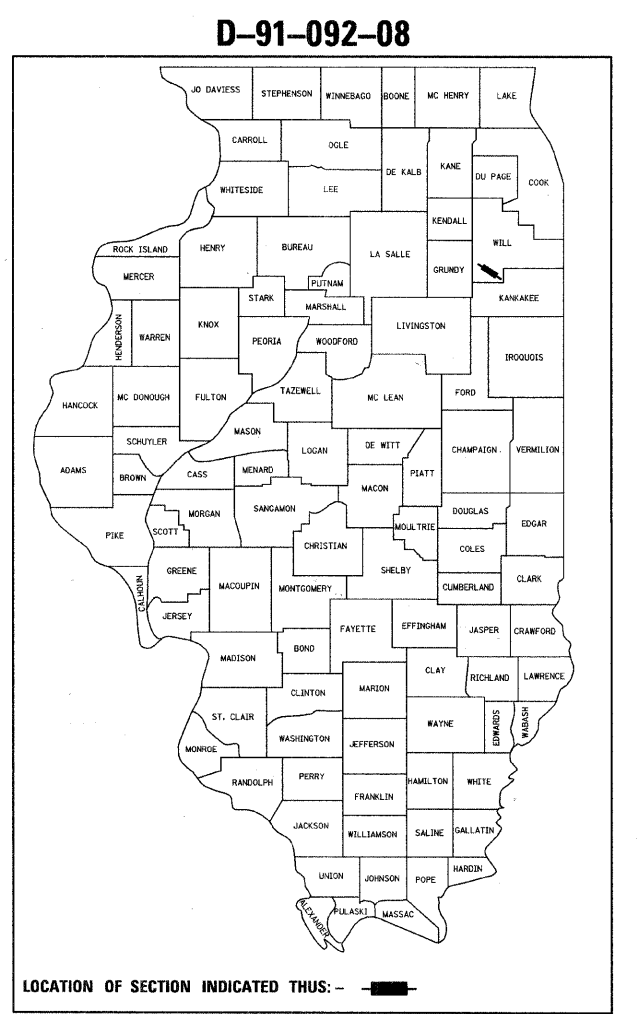 D–91–092–08
JO DAVIESS STEPHENSON WINNEBAGO BOONE MC HENRY LAKE
CARROLL OGLE
DE KALB KANE DU PAGE COOK
WHITESIDE LEE
KENDALL
ROCK ISLAND HENRY BUREAU LA SALLE WILL
MERCER PUTNAM GRUNDY
STARK MARSHALL KANKAKEE
HENDERSON WARREN KNOX PEORIA WOODFORD LIVINGSTON
IROQUOIS
HANCOCK MC DONOUGH FULTON TAZEWELL MC LEAN FORD
MASON
SCHUYLER LOGAN DE WITT CHAMPAIGN VERMILION
ADAMS BROWN CASS MENARD PIATT
MACON
MORGAN SANGAMON DOUGLAS
PIKE SCOTT MOULTRIE EDGAR
CHRISTIAN COLES
GREENE SHELBY
CALHOUN MACOUPIN MONTGOMERY CUMBERLAND CLARK
JERSEY
FAYETTE EFFINGHAM JASPER CRAWFORD
MADISON BOND
CLAY RICHLAND LAWRENCE
CLINTON MARION
ST. CLAIR WAYNE EDWARDS WABASH
MONROE WASHINGTON JEFFERSON
RANDOLPH PERRY HAMILTON WHITE
FRANKLIN
JACKSON WILLIAMSON SALINE GALLATIN
UNION JOHNSON POPE HARDIN
ALEXANDER PULASKI MASSAC
LOCATION OF SECTION INDICATED THUS: –